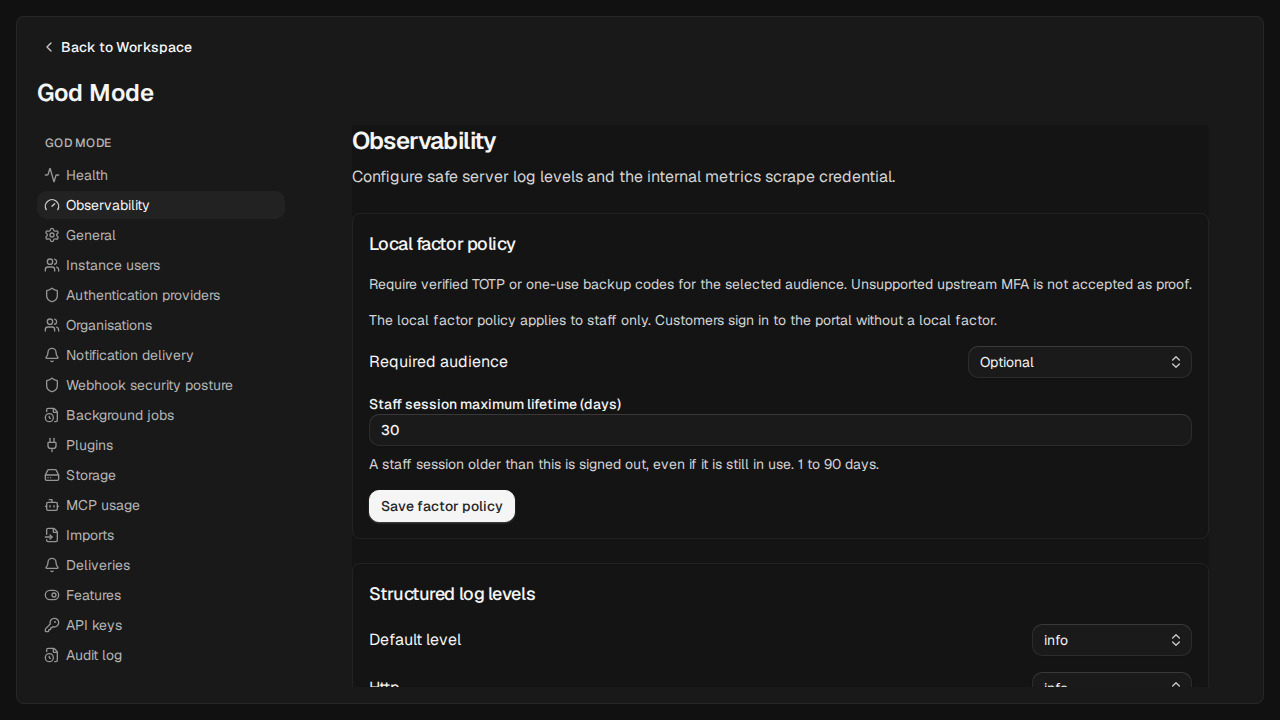 Back to Workspace
God Mode
GOD MODE
Health
Observability
General
Instance users
Authentication providers
Organisations
Notification delivery
Webhook security posture
Background jobs
Plugins
Storage
MCP usage
Imports
Deliveries
Features
API keys
Audit log
Observability
Configure safe server log levels and the internal metrics scrape credential.
Local factor policy
Require verified TOTP or one-use backup codes for the selected audience. Unsupported upstream MFA is not accepted as proof.
The local factor policy applies to staff only. Customers sign in to the portal without a local factor.
Required audience
Optional
Staff session maximum lifetime (days)
30
A staff session older than this is signed out, even if it is still in use. 1 to 90 days.
Save factor policy
Structured log levels
Default level
info
Http
info